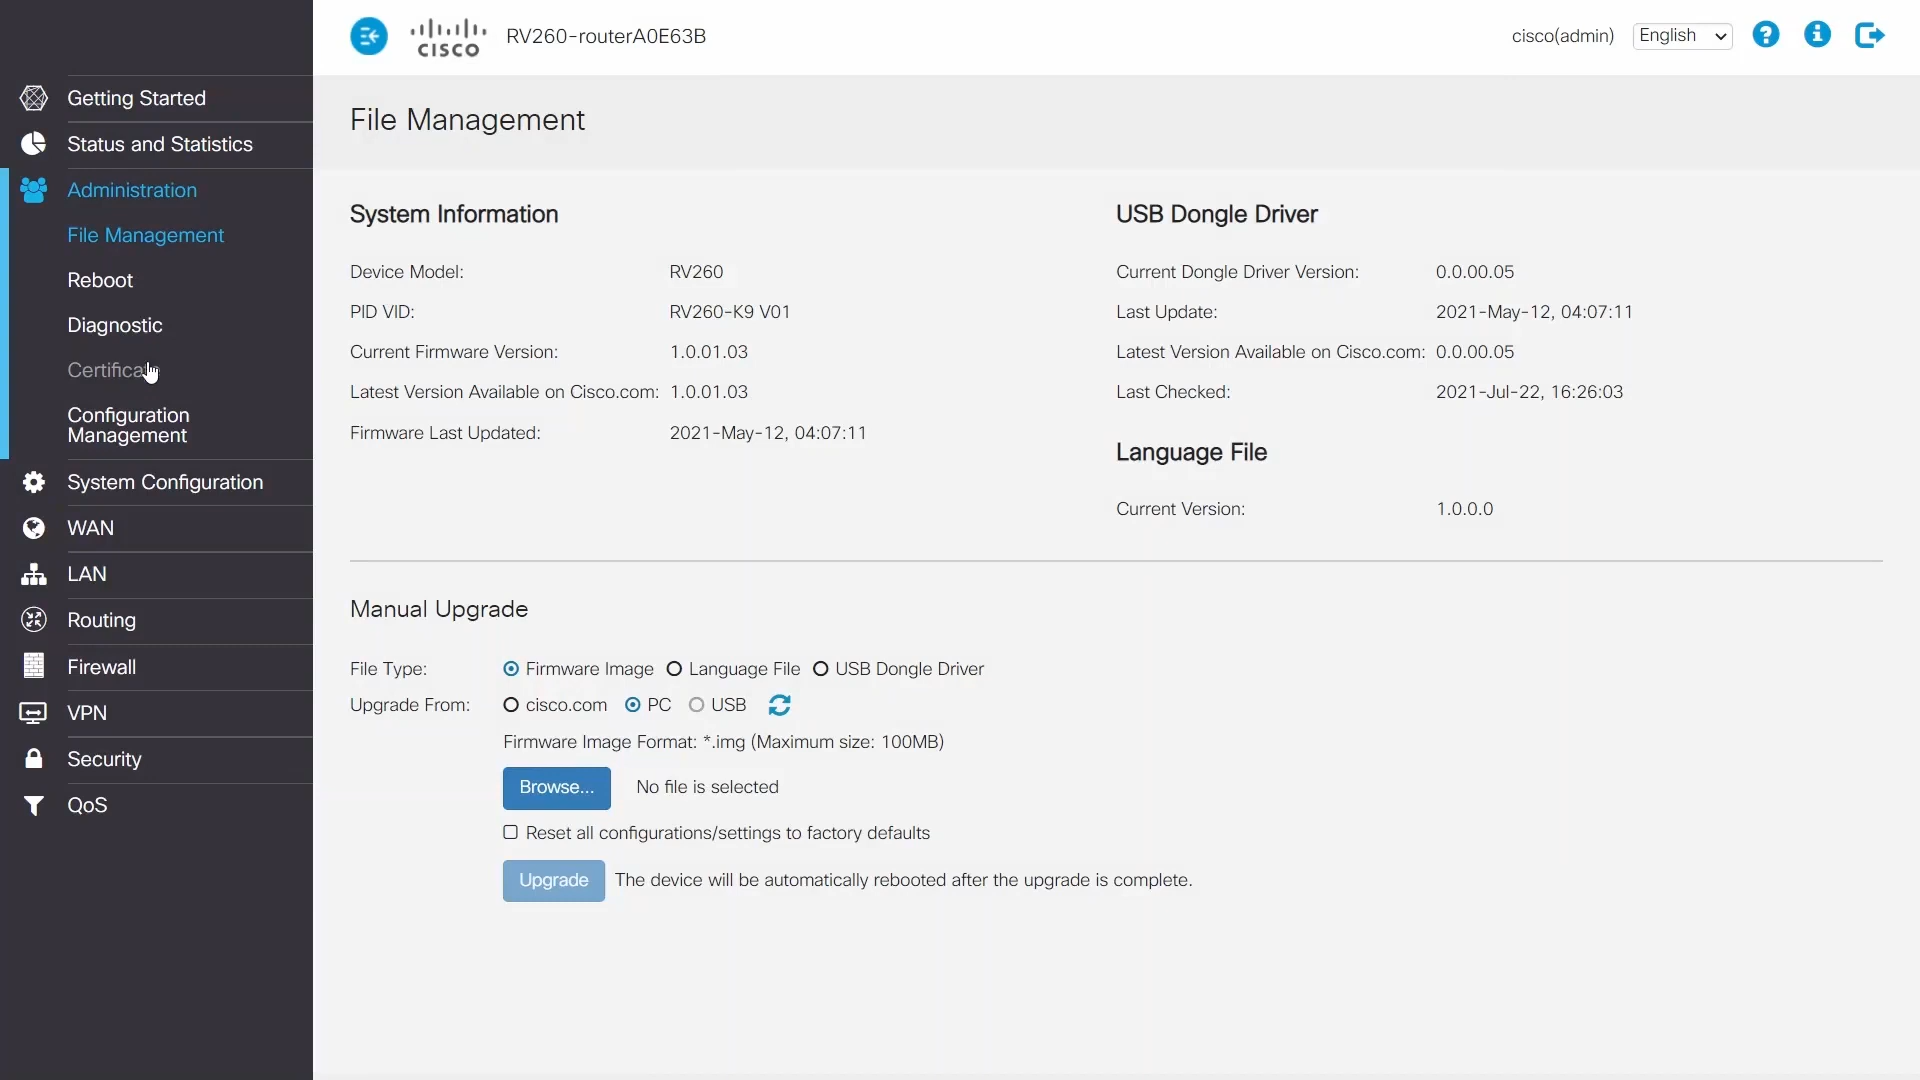 CISCO
RV260-routerA0E63B
cisco(admin)
English
Getting Started
Status and Statistics
Administration
File Management
Reboot
Diagnostic
Configuration
Management
System Configuration
WAN
LAN
Routing
Firewall
VPN
Security
QoS
File Management
System Information
Device Model: RV260
PID VID: RV260-K9 V01
Current Firmware Version: 1.0.01.03
Latest Version Available on Cisco.com: 1.0.01.03
Firmware Last Updated: 2021-May-12, 04:07:11
USB Dongle Driver
Current Dongle Driver Version: 0.0.00.05
Last Update: 2021-May-12, 04:07:11
Latest Version Available on Cisco.com: 0.0.00.05
Last Checked: 2021-Jul-22, 16:26:03
Language File
Current Version: 1.0.0.0
Manual Upgrade
File Type: Firmware Image Language File USB Dongle Driver
Upgrade From: cisco.com PC USB
Firmware Image Format: *.img (Maximum size: 100MB)
Browse... No file is selected
Reset all configurations/settings to factory defaults
Upgrade The device will be automatically rebooted after the upgrade is complete.